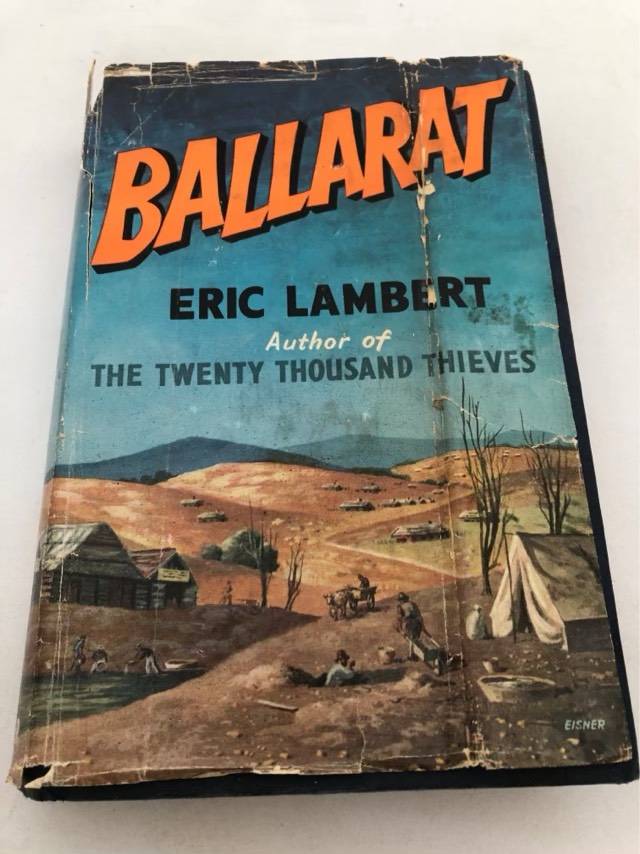 BALLARAT
ERIC LAMBERT
Author of
THE TWENTY THOUSAND THIEVES
EISNER